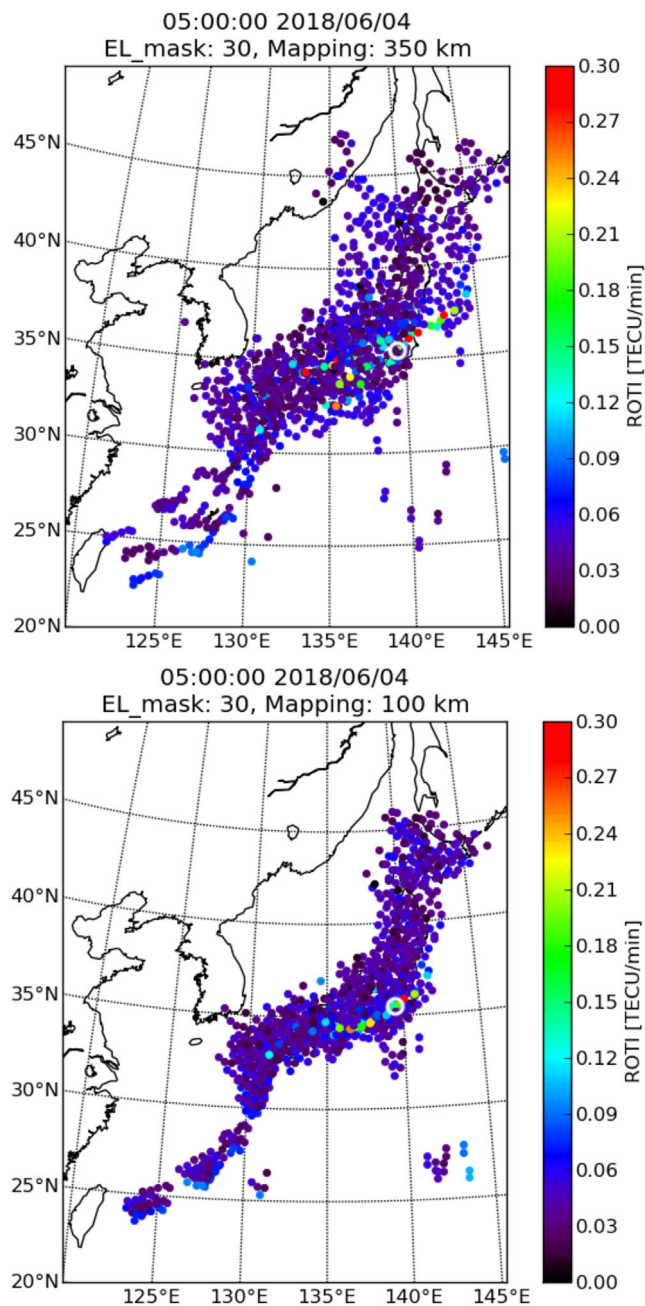 05:00:00 2018/06/04
EL_mask: 30, Mapping: 350 km
45°N
40°N
35°N
30°N
25°N
20°N
125°E
130°E
135°E
140°E
145°E
0.30
0.27
0.24
0.21
0.18
0.15
0.12
0.09
0.06
0.03
0.00
ROTI [TECU/min]
05:00:00 2018/06/04
EL_mask: 30, Mapping: 100 km
45°N
40°N
35°N
30°N
25°N
20°N
125°E
130°E
135°E
140°E
145°E
0.30
0.27
0.24
0.21
0.18
0.15
0.12
0.09
0.06
0.03
0.00
ROTI [TECU/min]